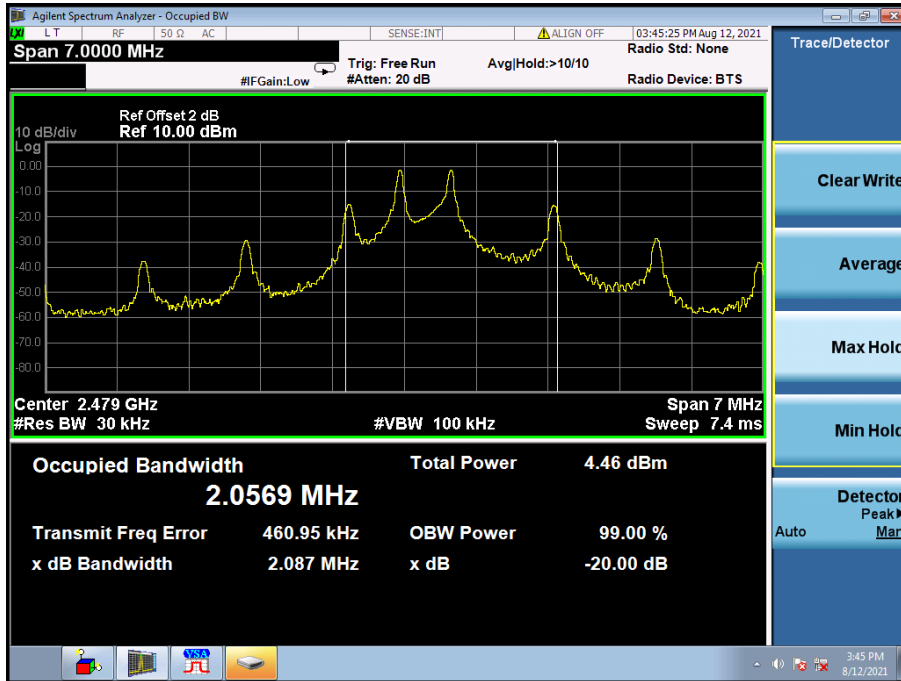 Agilent Spectrum Analyzer - Occupied BW
LXI L T RF 50 Ω AC SENSE:INT ALIGN OFF 03:45:25 PM Aug 12, 2021
Span 7.0000 MHz
Trig: Free Run Avg|Hold:>10/10 Radio Std: None
#IFGain:Low #Atten: 20 dB Radio Device: BTS
Trace/Detector
Ref Offset 2 dB
10 dB/div Ref 10.00 dBm
Log
0.00
-10.0
-20.0
-30.0
-40.0
-50.0
-60.0
-70.0
-80.0
Center 2.479 GHz Span 7 MHz
#Res BW 30 kHz #VBW 100 kHz Sweep 7.4 ms
Occupied Bandwidth Total Power 4.46 dBm
2.0569 MHz
Transmit Freq Error 460.95 kHz OBW Power 99.00 %
x dB Bandwidth 2.087 MHz x dB -20.00 dB
Clear Write
Average
Max Hold
Min Hold
Detector
Peak
Auto Man
VSA
3:45 PM
8/12/2021